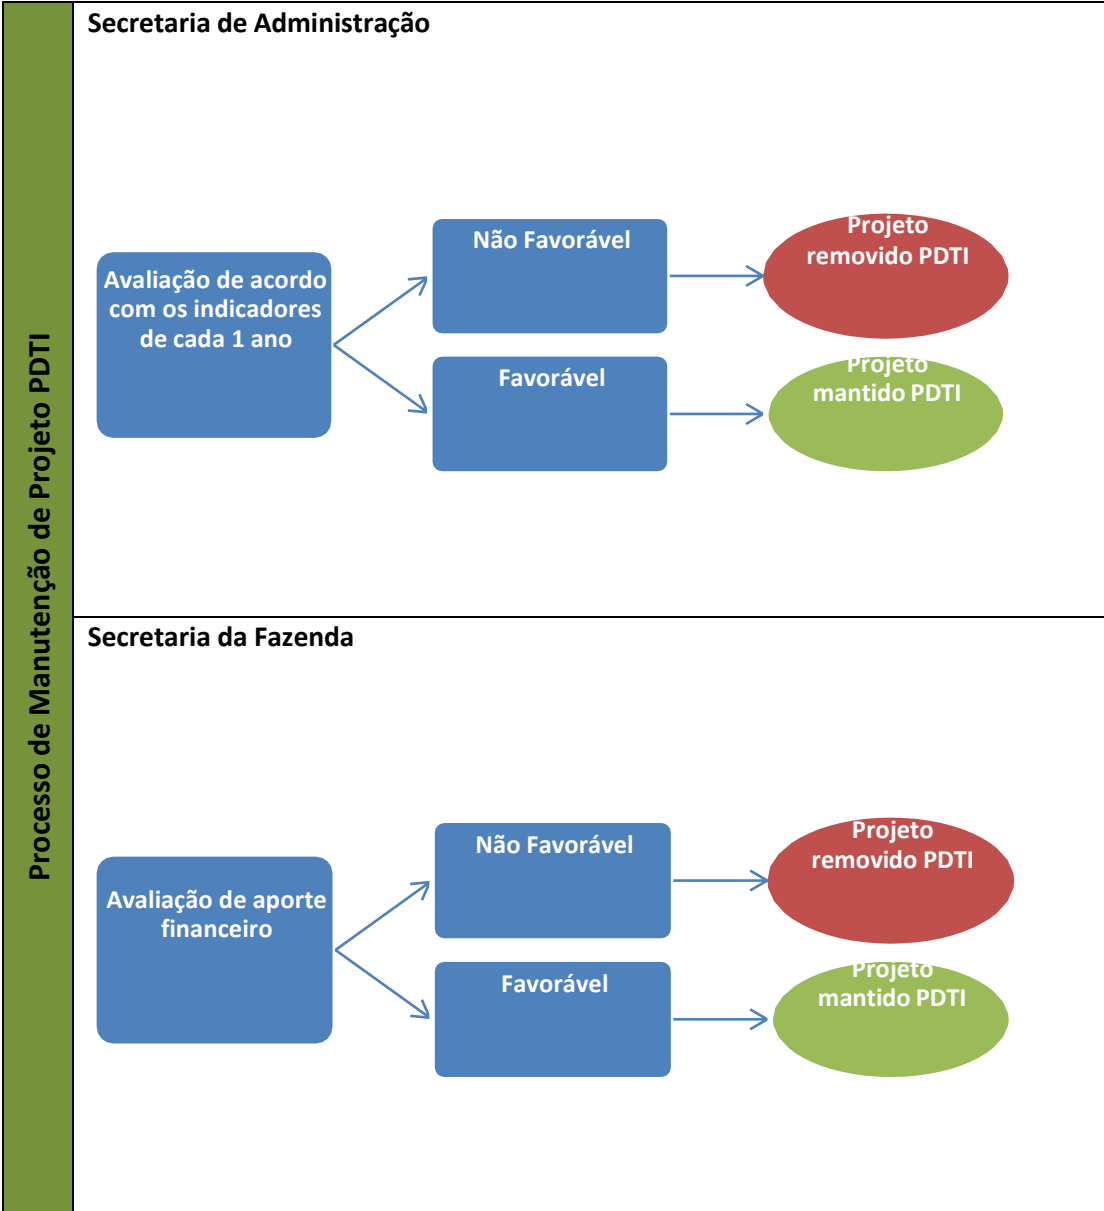 Processo de Manutenção de Projeto PDTI
Secretaria de Administração
Avaliação de acordo
com os indicadores
de cada 1 ano
Não Favorável
Projeto
removido PDTI
Favorável
Projeto
mantido PDTI
Secretaria da Fazenda
Avaliação de aporte
financeiro
Não Favorável
Projeto
removido PDTI
Favorável
Projeto
mantido PDTI